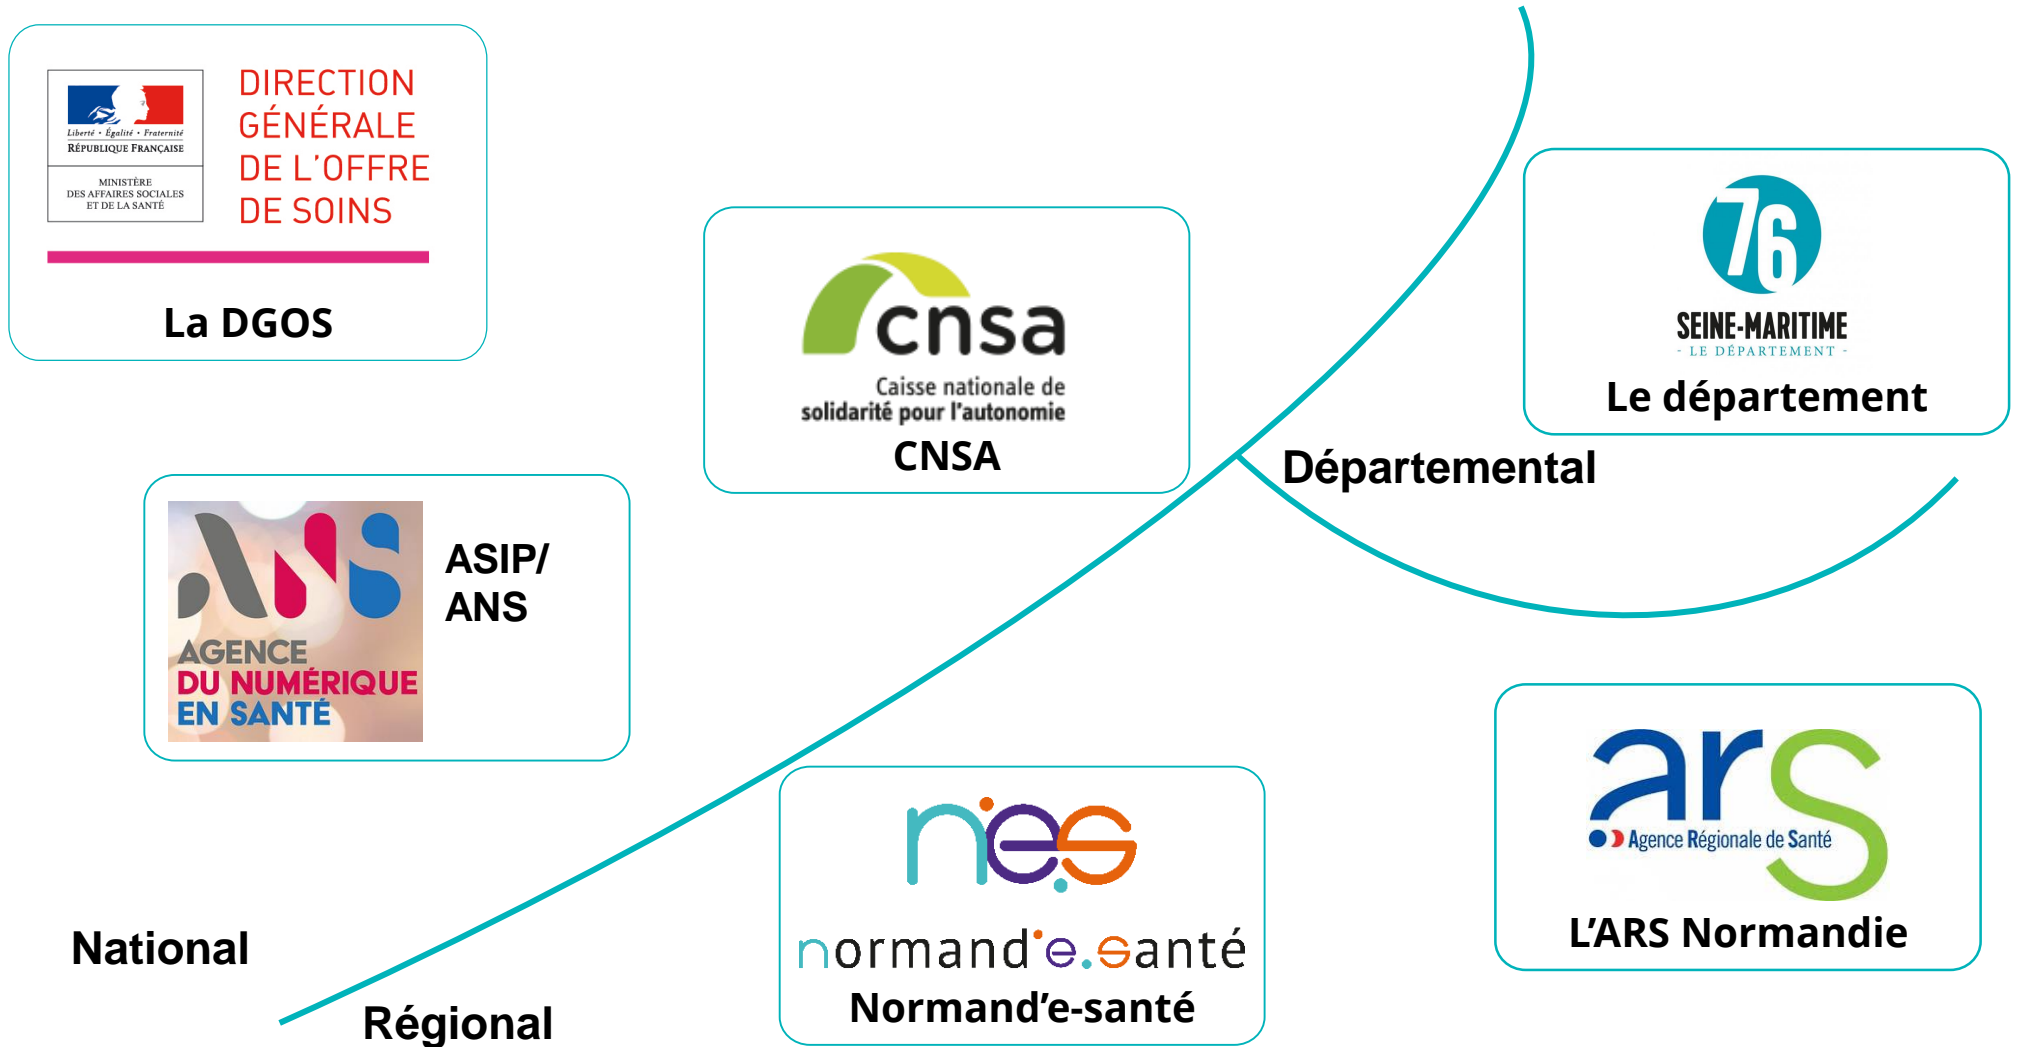 Liberté • Égalité • Fraternité
RÉPUBLIQUE FRANÇAISE
MINISTÈRE
DES AFFAIRES SOCIALES
ET DE LA SANTÉ
DIRECTION
GÉNÉRALE
DE L'OFFRE
DE SOINS
La DGOS
cnsa
Caisse nationale de
solidarité pour l'autonomie
CNSA
76
SEINE-MARITIME
- LE DÉPARTEMENT -
Le département
Départemental
ANS
AGENCE
DU NUMÉRIQUE
EN SANTÉ
ASIP/
ANS
National
Régional
nes
normand'e.santé
Normand’e-santé
ars
Agence Régionale de Santé
L’ARS Normandie